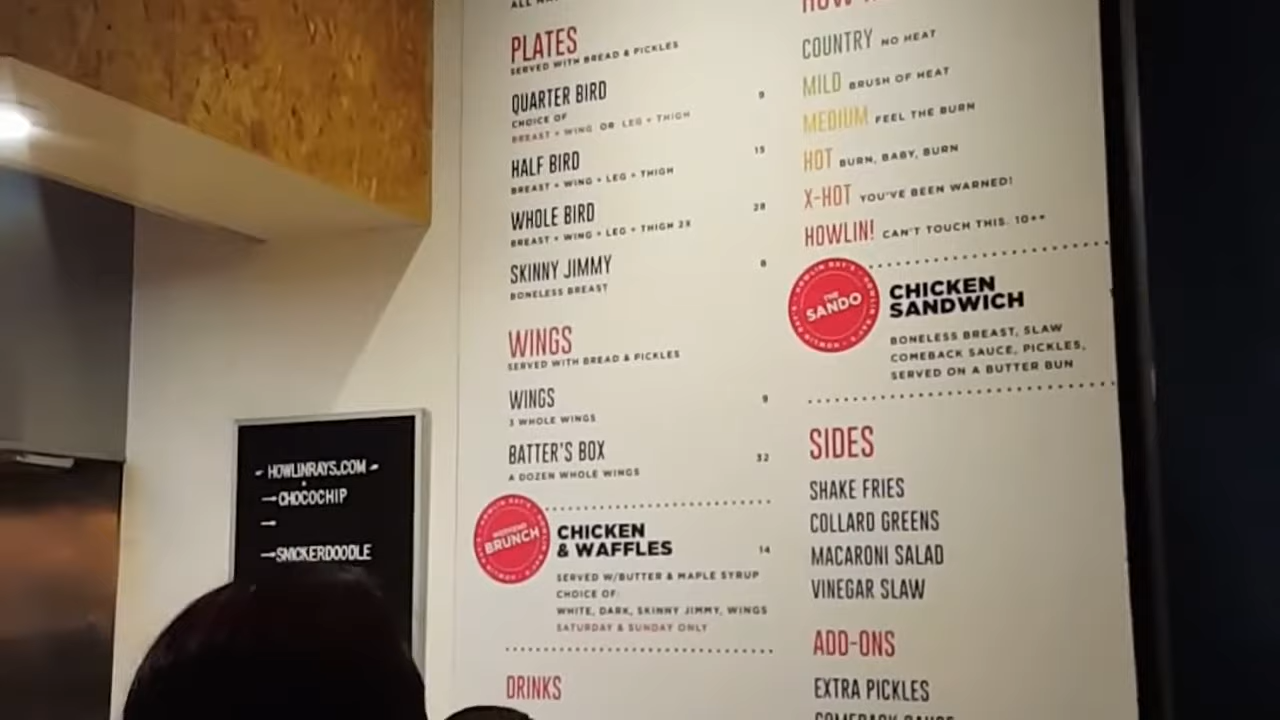 PLATES
SERVED WITH BREAD & PICKLES
QUARTER BIRD 9
CHOICE OF
BREAST + WING OR LEG + THIGH
HALF BIRD 15
BREAST + WING + LEG + THIGH
WHOLE BIRD 28
BREAST + WING + LEG + THIGH 2X
SKINNY JIMMY 8
BONELESS BREAST
WINGS
SERVED WITH BREAD & PICKLES
WINGS 9
3 WHOLE WINGS
BATTER'S BOX 32
A DOZEN WHOLE WINGS
WEEKEND
BRUNCH
CHICKEN
& WAFFLES 14
SERVED W/BUTTER & MAPLE SYRUP
CHOICE OF:
WHITE, DARK, SKINNY JIMMY, WINGS
SATURDAY & SUNDAY ONLY
DRINKS
COUNTRY NO HEAT
MILD BRUSH OF HEAT
MEDIUM FEEL THE BURN
HOT BURN, BABY, BURN
X-HOT YOU'VE BEEN WARNED!
HOWLIN! CAN'T TOUCH THIS. 10++
HOWLIN RAY'S
THE
SANDO
CHICKEN
SANDWICH
BONELESS BREAST, SLAW
COMEBACK SAUCE, PICKLES,
SERVED ON A BUTTER BUN
SIDES
SHAKE FRIES
COLLARD GREENS
MACARONI SALAD
VINEGAR SLAW
ADD-ONS
EXTRA PICKLES
HOWLINRAYS.COM
CHOCOCHIP
SNICKERDOODLE